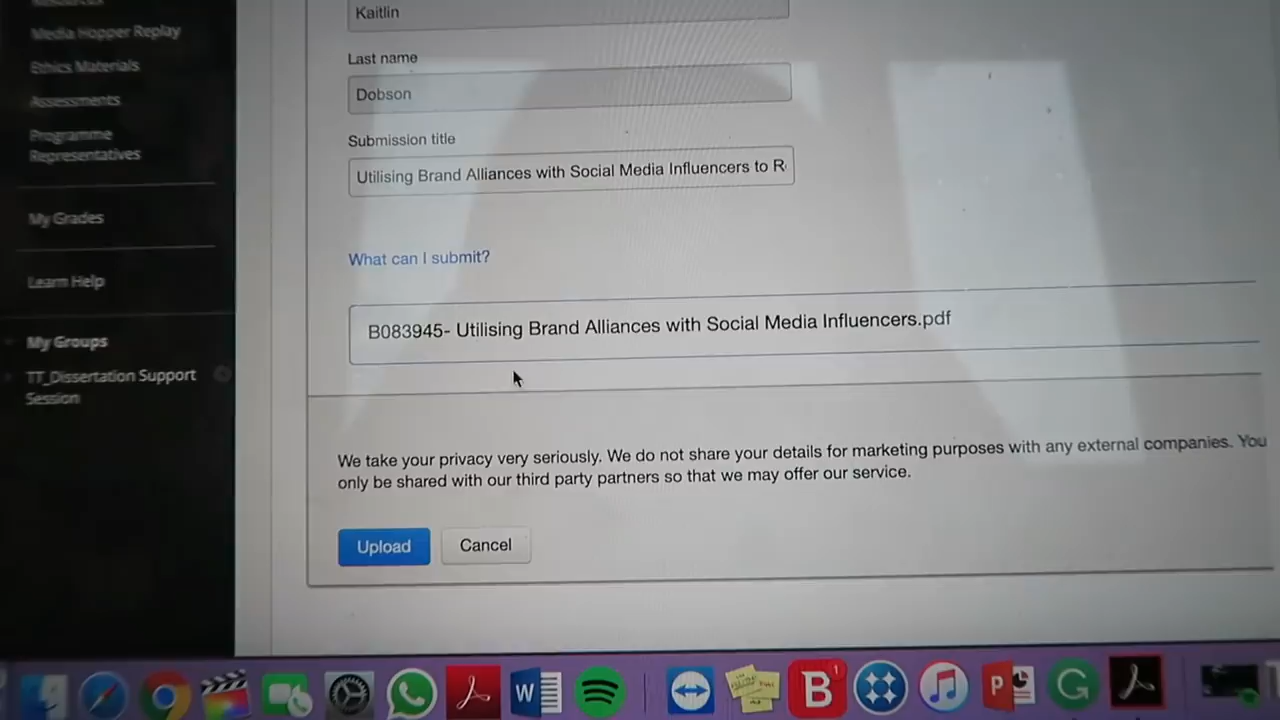 Kaitlin
Media Hopper Replay
Last name
Ethics Materials
Dobson
Assessments
Submission title
Programme
Representatives
Utilising Brand Alliances with Social Media Influencers to R
My Grades
What can I submit?
Learn Help
B083945- Utilising Brand Alliances with Social Media Influencers.pdf
My Groups
TT_Dissertation Support
Session
We take your privacy very seriously. We do not share your details for marketing purposes with any external companies. You
only be shared with our third party partners so that we may offer our service.
Upload
Cancel
W
B
1
P